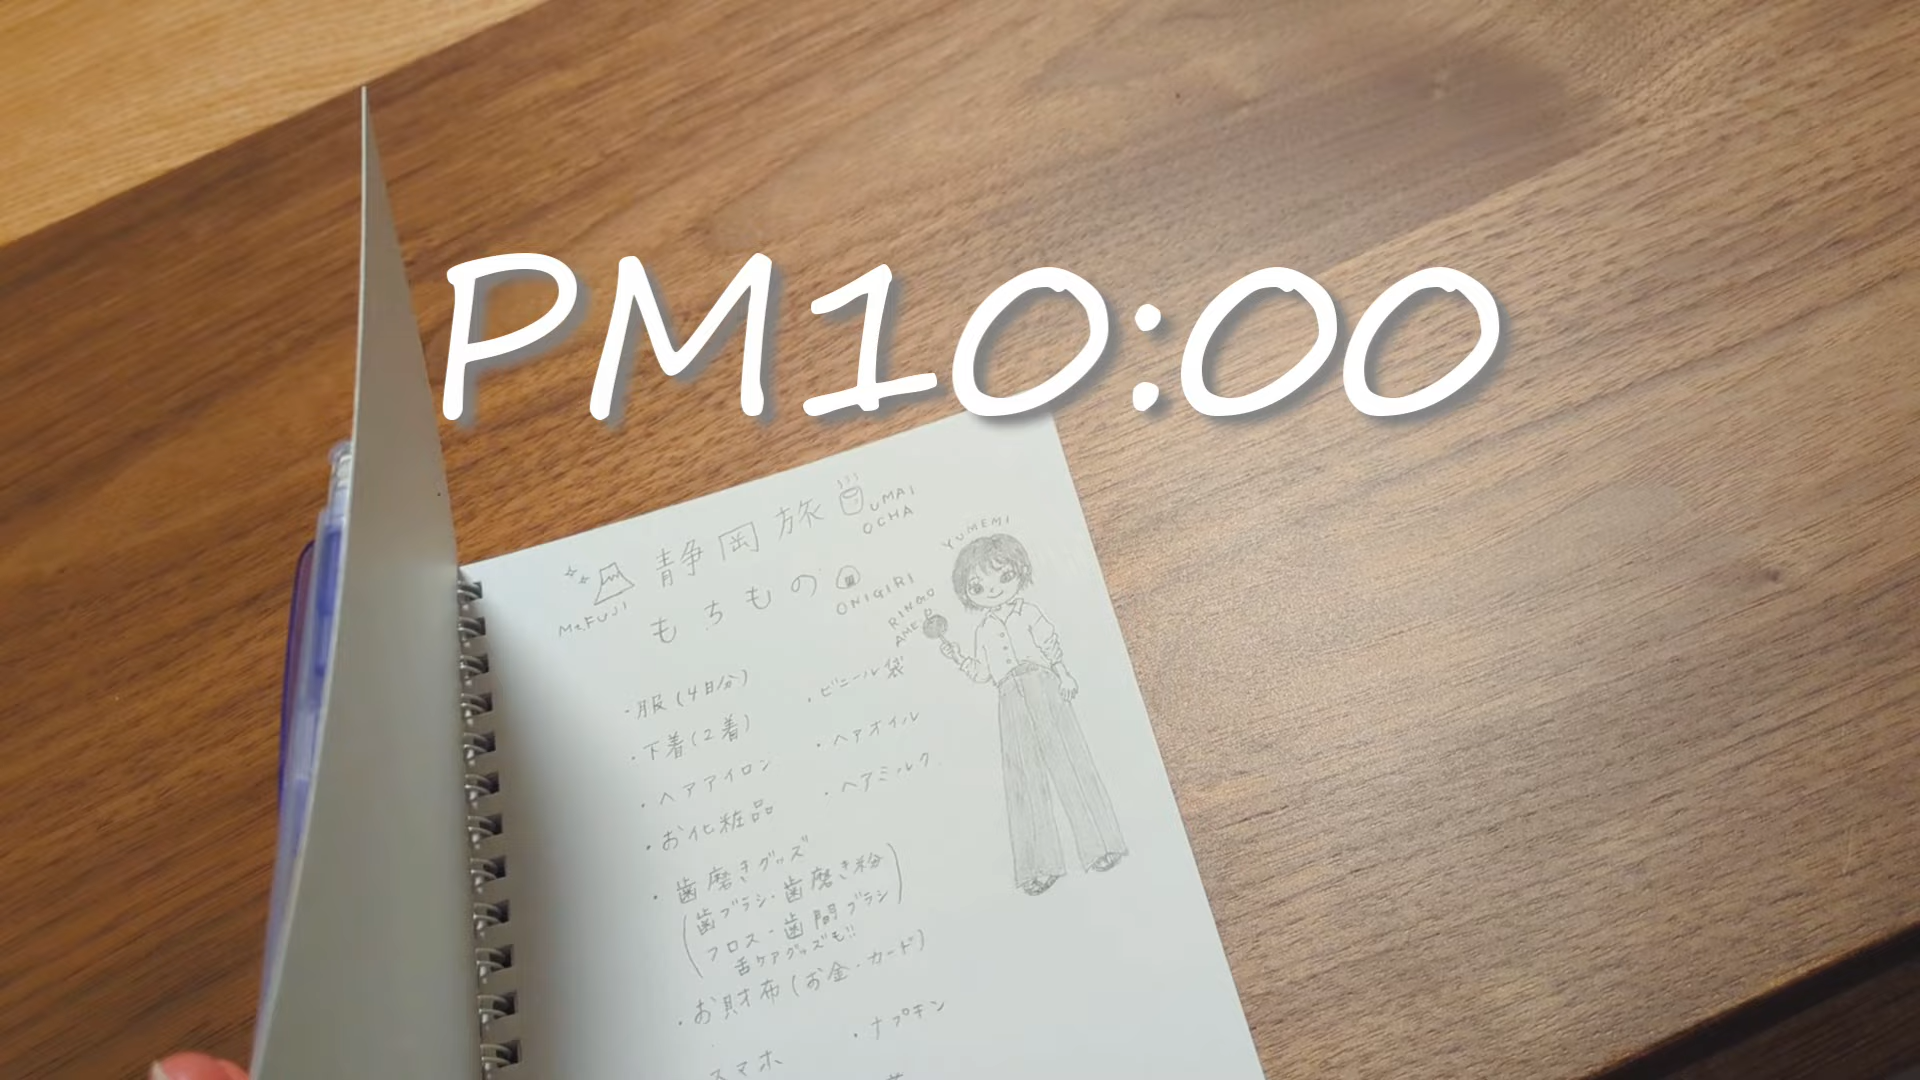 PM10:00
静岡旅
UMAI
OCHA
もちもの
ONIGIRI
Mt.FUJI
YUMEMI
RINGO
AME
・服(4日分)
・下着(2着)
・ヘアアイロン
・お化粧品
・歯磨きグッズ
(歯ブラシ・歯磨き粉
フロス・歯間ブラシ)
舌ケアグッズも!!
・お財布(お金・カード)
スマホ
・ビニール袋
・ヘアオイル
・ヘアミルク
・ナプキン